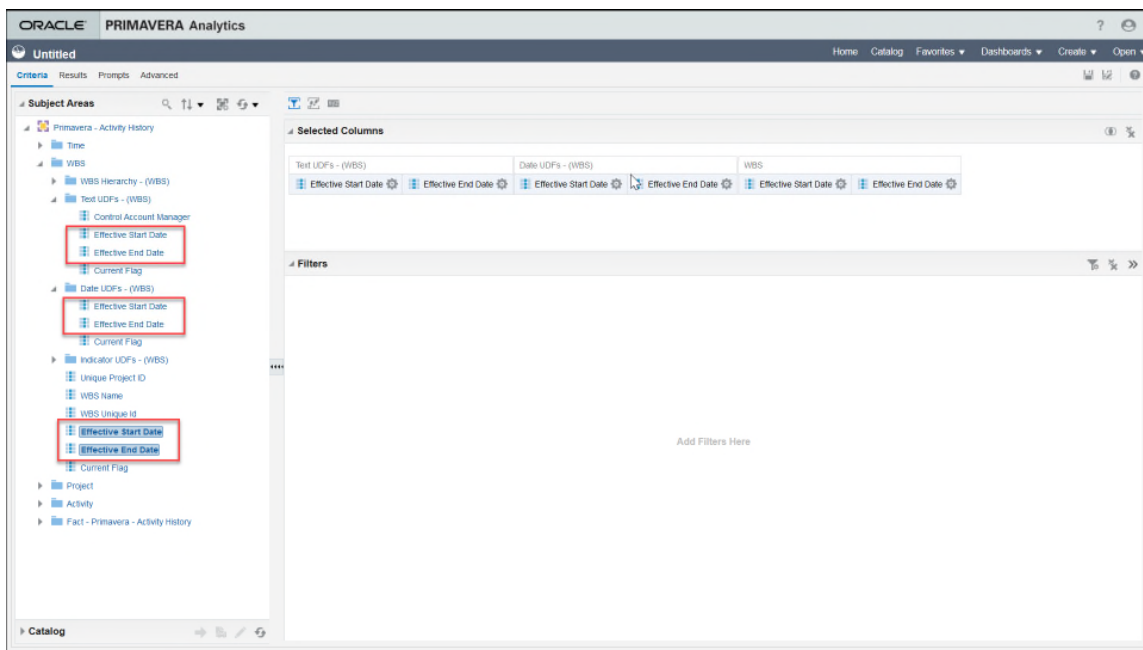 ORACLE PRIMAVERA Analytics ?
Untitled Home Catalog Favorites Dashboards Create Open
Criteria Results Prompts Advanced
Subject Areas
Primavera - Activity History
Time
WBS
WBS Hierarchy - (WBS)
Text UDFs - (WBS)
Control Account Manager
Effective Start Date
Effective End Date
Current Flag
Date UDFs - (WBS)
Effective Start Date
Effective End Date
Current Flag
Indicator UDFs - (WBS)
Unique Project ID
WBS Name
WBS Unique Id
Effective Start Date
Effective End Date
Current Flag
Project
Activity
Fact - Primavera - Activity History
Catalog
Selected Columns
Text UDFs - (WBS) Date UDFs - (WBS) WBS
Effective Start Date Effective End Date Effective Start Date Effective End Date Effective Start Date Effective End Date
Filters
Add Filters Here